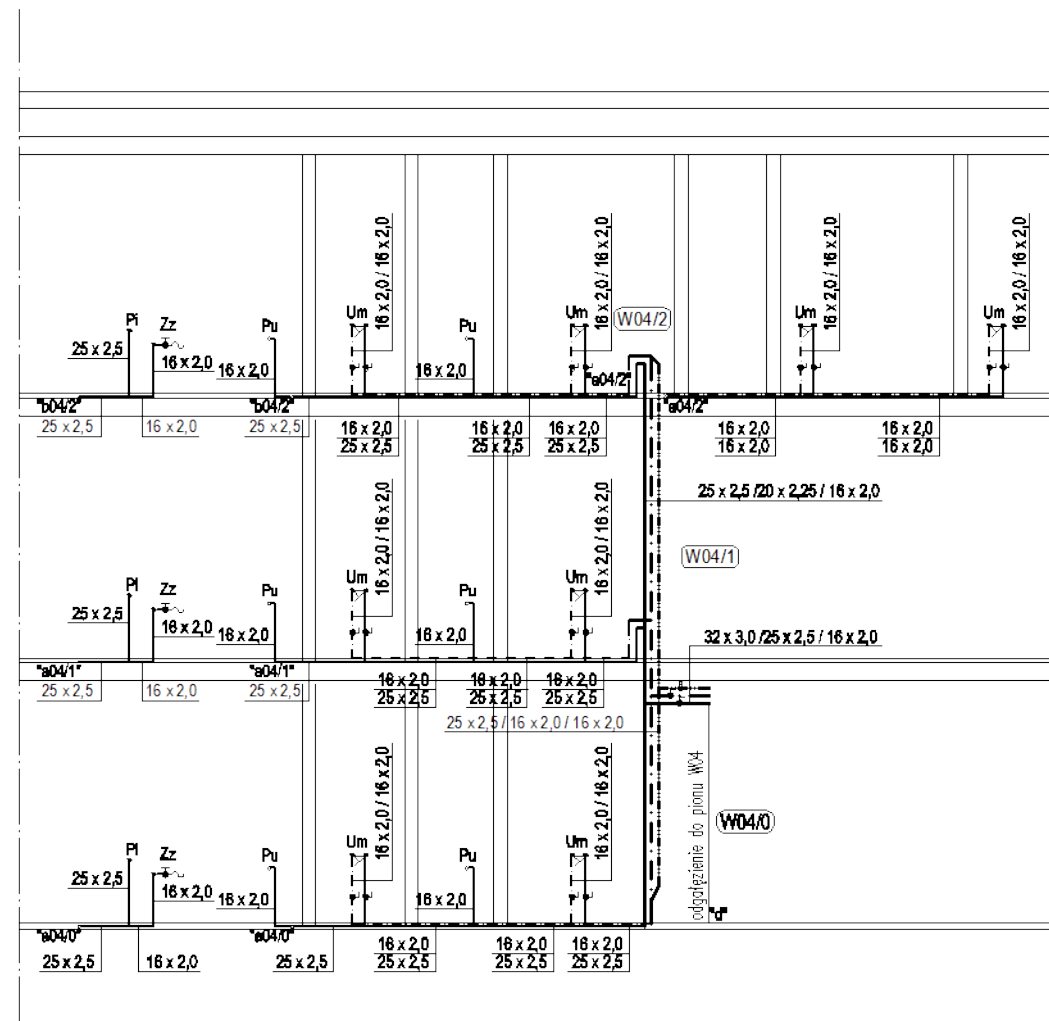 16 x 2,0 / 16 x 2,0
16 x 2,0 / 16 x 2,0
16 x 2,0 / 16 x 2,0
16 x 2,0 / 16 x 2,0
Pi
Zz
Pu
Um
Pu
Um
W04/2
Um
Um
25 x 2,5
16 x 2,0
16 x 2,0
16 x 2,0
"a04/2"
"b04/2"
"b04/2"
"a04/2"
25 x 2,5
16 x 2,0
25 x 2,5
16 x 2,0
25 x 2,5
16 x 2,0
25 x 2,5
16 x 2,0
25 x 2,5
16 x 2,0
16 x 2,0
16 x 2,0
16 x 2,0
25 x 2,5 /20 x 2,25 / 16 x 2,0
16 x 2,0 / 16 x 2,0
16 x 2,0 / 16 x 2,0
W04/1
Pl
Zz
Pu
Um
Pu
Um
25 x 2,5
16 x 2,0
16 x 2,0
16 x 2,0
32 x 3,0 /25 x 2,5 / 16 x 2,0
"a04/1"
"a04/1"
25 x 2,5
16 x 2,0
25 x 2,5
16 x 2,0
25 x 2,5
16 x 2,0
25 x 2,5
16 x 2,0
25 x 2,5
25 x 2,5 / 16 x 2,0 / 16 x 2,0
16 x 2,0 / 16 x 2,0
16 x 2,0 / 16 x 2,0
odgałęzienie do pionu W04
W04/0
Pl
Zz
Pu
Um
Pu
Um
25 x 2,5
16 x 2,0
16 x 2,0
16 x 2,0
"d"
"a04/0"
"a04/0"
25 x 2,5
16 x 2,0
25 x 2,5
16 x 2,0
25 x 2,5
16 x 2,0
25 x 2,5
16 x 2,0
25 x 2,5